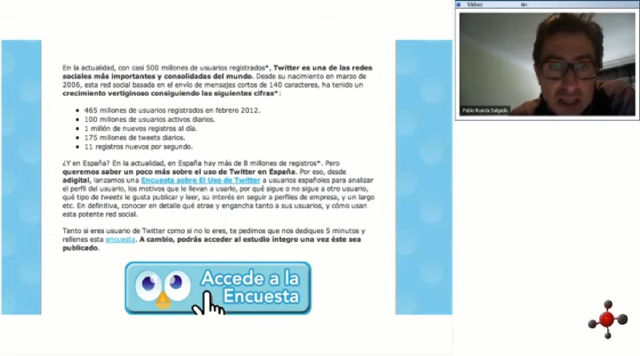 Video
En la actualidad, con casi 500 millones de usuarios registrados*, Twitter es una de las redes
sociales más importantes y consolidadas del mundo. Desde su nacimiento en marzo de
2006, esta red social basada en el envío de mensajes cortos de 140 caracteres, ha tenido un
crecimiento vertiginoso consiguiendo las siguientes cifras*:
• 465 millones de usuarios registrados en febrero 2012.
• 100 millones de usuarios activos diarios.
• 1 millón de nuevos registros al día.
• 175 millones de tweets diarios.
• 11 registros nuevos por segundo.
¿Y en España? En la actualidad, en España hay más de 8 millones de registros*. Pero
queremos saber un poco más sobre el uso de Twitter en España. Por eso, desde
adigital, lanzamos una Encuesta sobre El Uso de Twitter a usuarios españoles para analizar
el perfil del usuario, los motivos que le llevan a usarlo, por qué sigue o no sigue a otro usuario,
qué tipo de tweets le gusta publicar y leer, su interés en seguir a perfiles de empresa, y un largo
etc. En definitiva, conocer en detalle qué atrae y engancha tanto a sus usuarios, y cómo usan
esta potente red social.
Tanto si eres usuario de Twitter como si no lo eres, te pedimos que nos dediques 5 minutos y
rellenes esta encuesta. A cambio, podrás acceder al estudio íntegro una vez éste sea
publicado.
Accede a la
Encuesta
Pablo Rueda Salgado